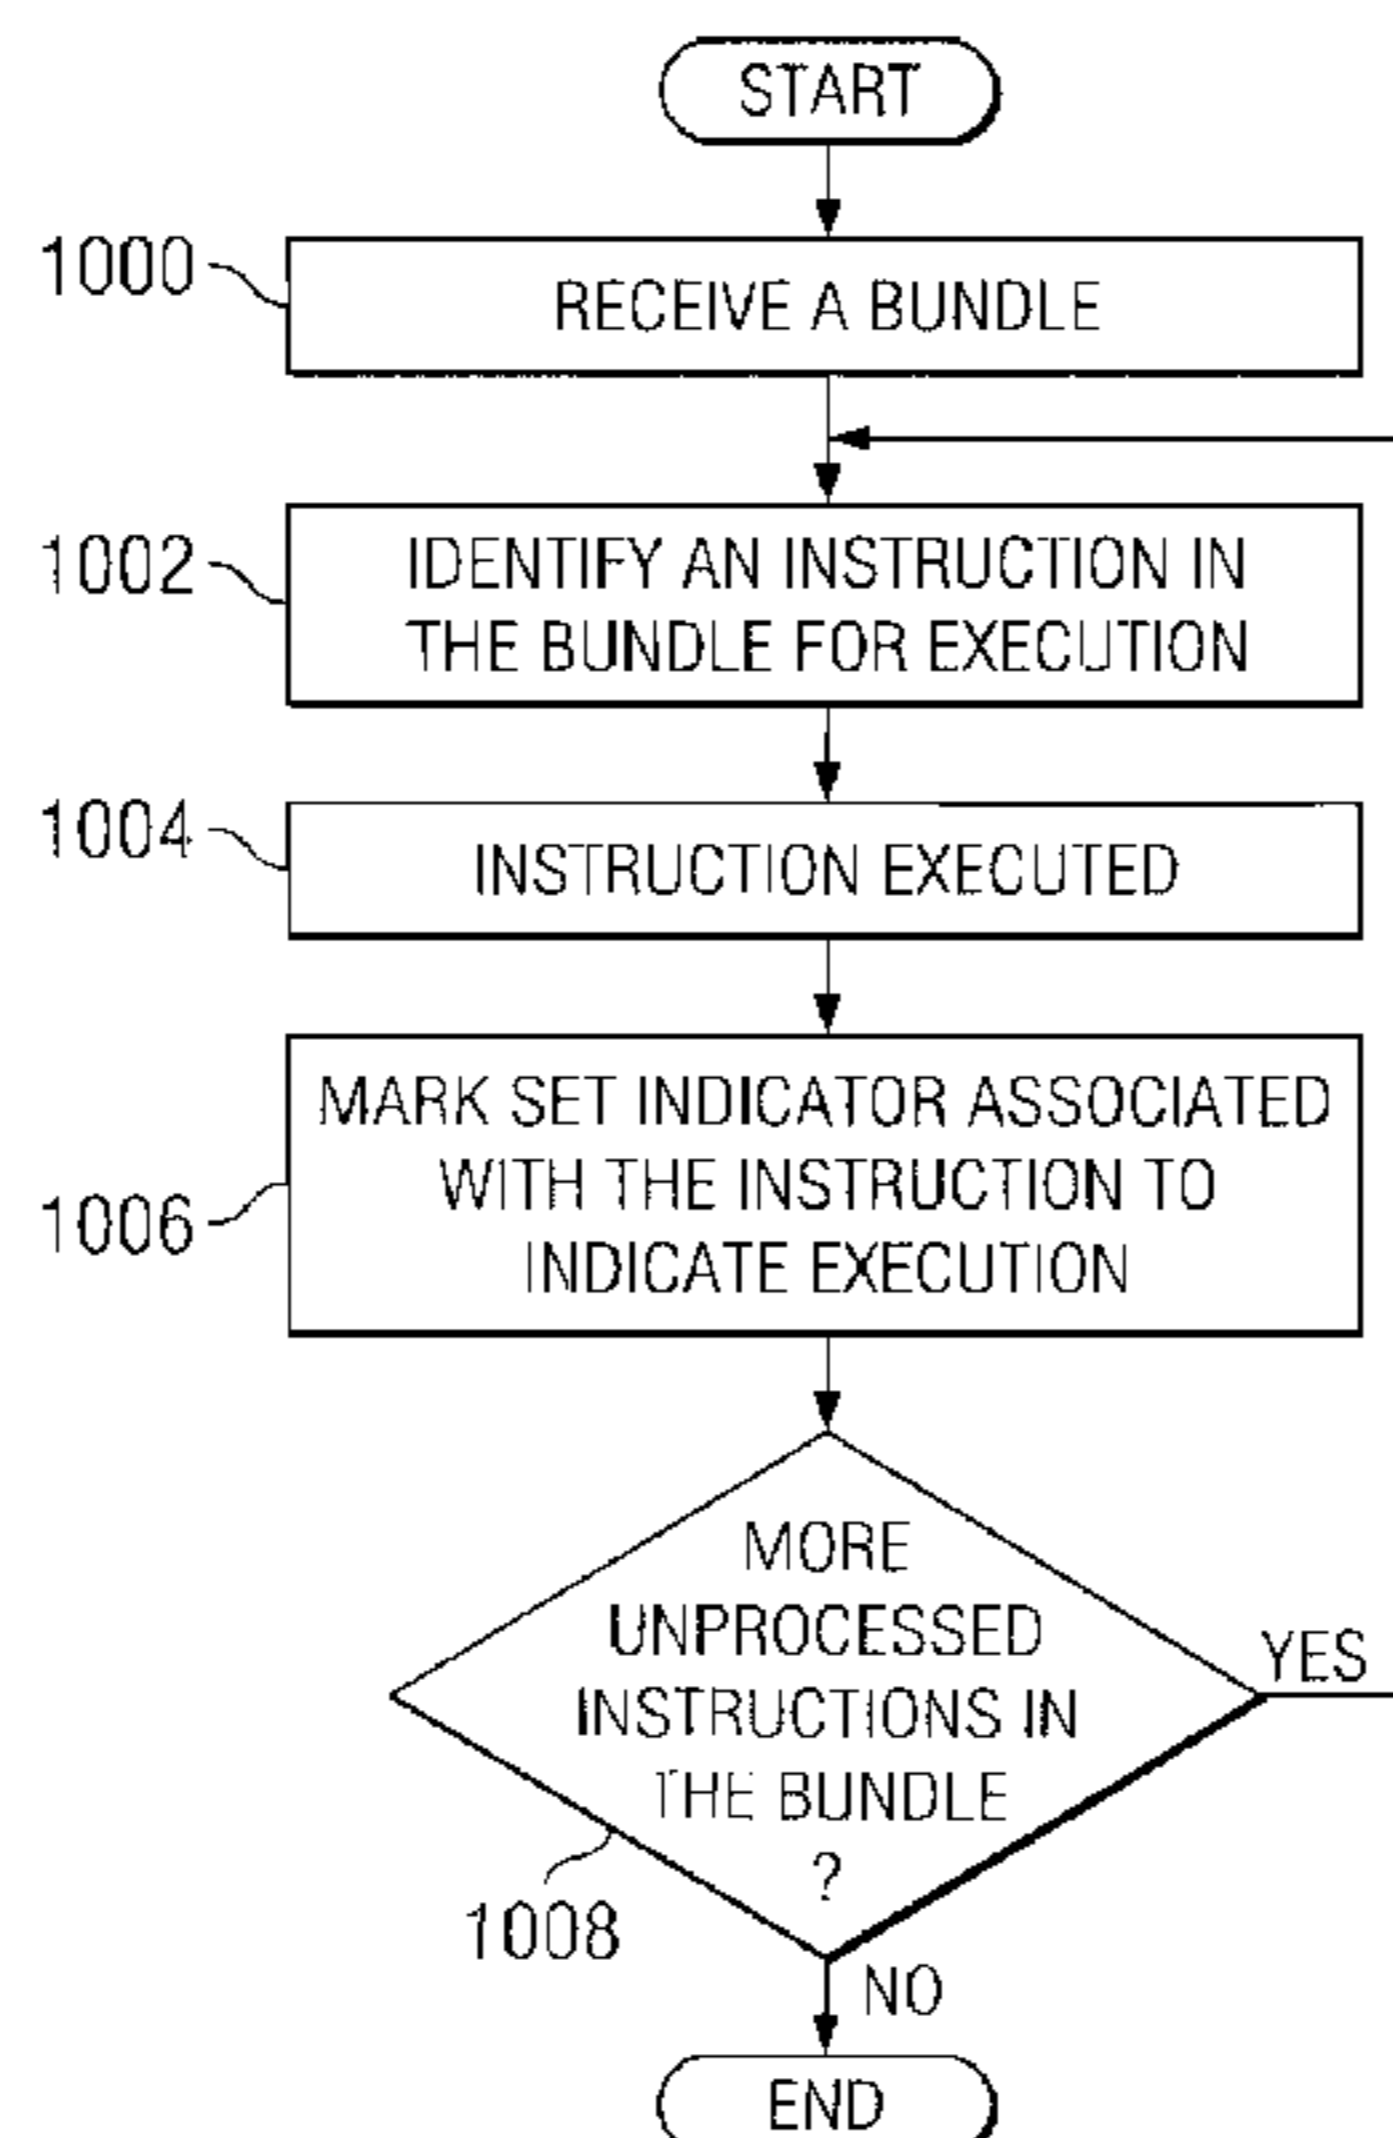 START
1000
RECEIVE A BUNDLE
1002
IDENTIFY AN INSTRUCTION IN
THE BUNDLE FOR EXECUTION
1004
INSTRUCTION EXECUTED
1006
MARK SET INDICATOR ASSOCIATED
WITH THE INSTRUCTION TO
INDICATE EXECUTION
MORE
UNPROCESSED
INSTRUCTIONS IN
THE BUNDLE
?
YES
1008
NO
END